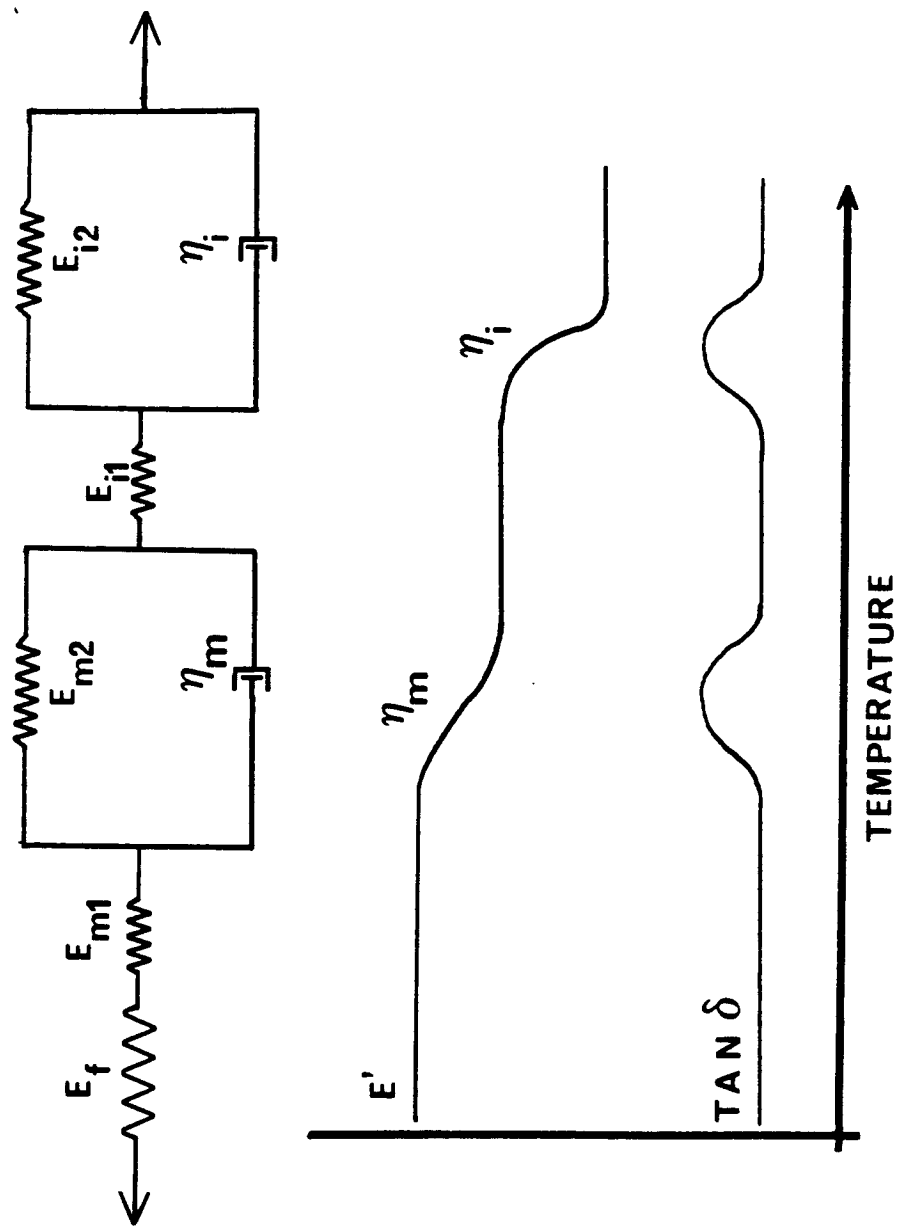 E_f
E_m1
E_m2
η_m
E_i1
E_i2
η_i
E'
η_m
η_i
TAN δ
TEMPERATURE